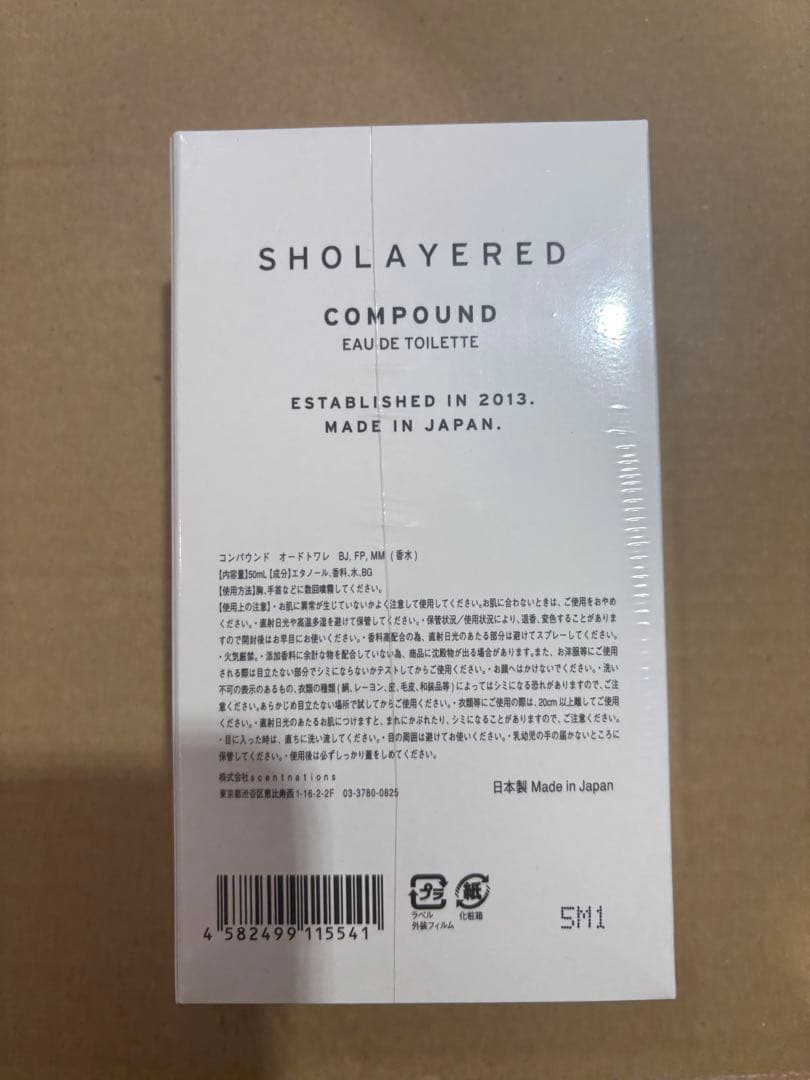 SHOLAYERED
COMPOUND
EAU DE TOILETTE
ESTABLISHED IN 2013.
MADE IN JAPAN.
コンパウンド オードトワレ BJ, FP, MM (香水)
【内容量】50mL【成分】エタノール、香料、水、BG
【使用方法】胸、手首などに数回噴霧してください。
【使用上の注意】・お肌に異常が生じていないかよく注意して使用してください。お肌に合わないときは、ご使用をおやめ
ください。・直射日光や高温多湿を避けて保管してください。・保管状況/使用状況により、退香、変色することがありま
すので開封後はお早目にお使いください。・香料高配合の為、直射日光のあたる部分は避けてスプレーしてください。
・火気厳禁。・添加香料に余計な物を配合していない為、商品に沈殿物が出る場合があります。また、お洋服等にご使用
される際は目立たない部分でシミにならないかテストしてからご使用ください。・お顔へはかけないでください。・洗い
不可の表示のあるもの、衣類の種類(絹、レーヨン、皮、毛皮、和装品等)によってはシミになる恐れがありますので、ご注
意ください。あらかじめ目立たない場所で試してからご使用ください。・衣類等にご使用の際は、20cm以上離してご使用
ください。・直射日光のあたるお肌につけますと、まれにかぶれたり、シミになることがありますので、ご注意ください。
・目に入った時は、直ちに洗い流してください。・目の周囲は避けてお使いください。・乳幼児の手の届かないところに
保管してください。・使用後は必ずしっかり蓋をしめてください。
株式会社scentnations
東京都渋谷区恵比寿西1-16-2-2F 03-3780-0825
日本製 Made in Japan
4 582499 115541
プラ
ラベル
外装フィルム
紙
化粧箱
5M1